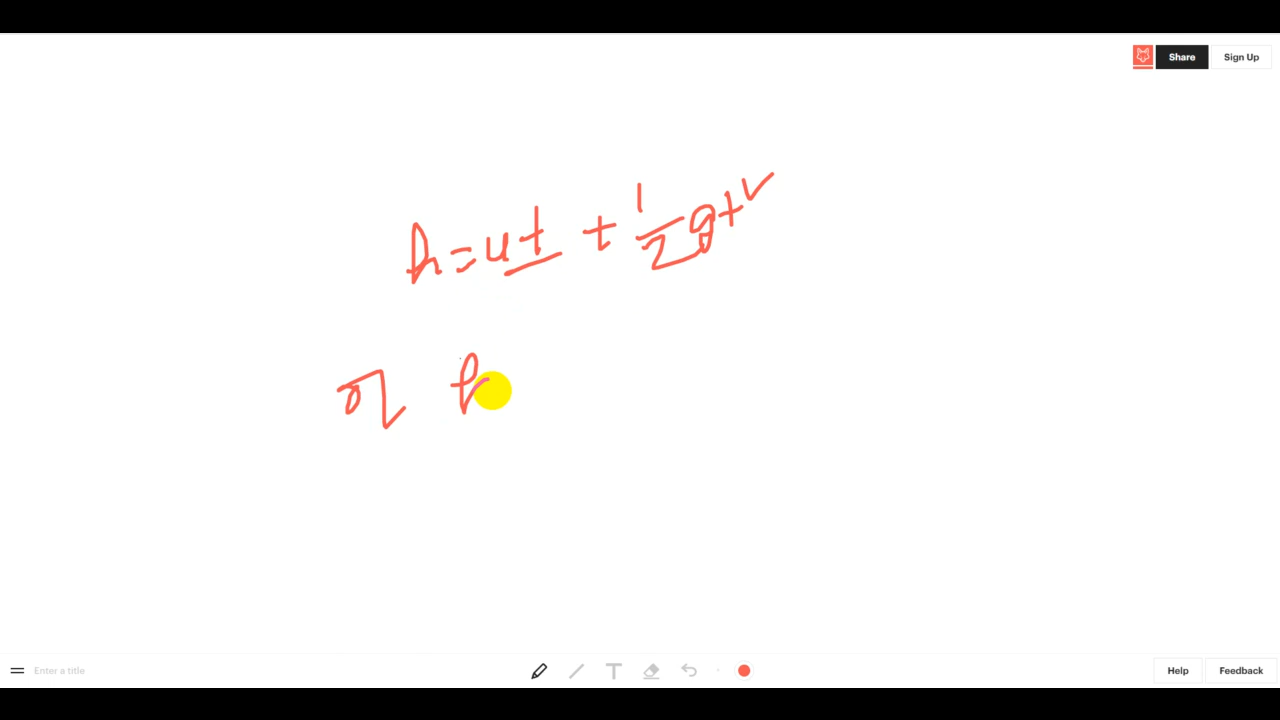 Share Sign Up
h = ut + 1/2 gt²
বা, h
Enter a title
Help Feedback